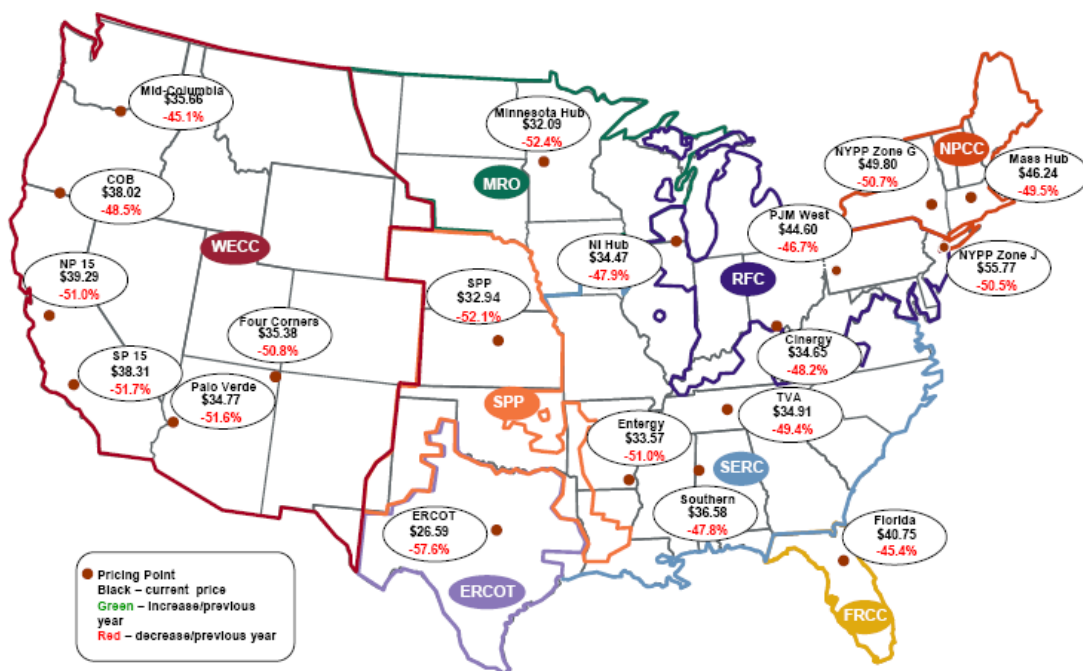 Mid-Columbia
$35.66
-45.1%
Minnesota Hub
$32.09
-52.4%
NYPP Zone G
$49.80
-50.7%
NPCC
Mass Hub
$46.24
-49.5%
COB
$38.02
-48.5%
MRO
PJM West
$44.60
-46.7%
WECC
NI Hub
$34.47
-47.9%
NYPP Zone J
$55.77
-50.5%
NP 15
$39.29
-51.0%
SPP
$32.94
-52.1%
RFC
Four Corners
$35.38
-50.8%
Cinergy
$34.65
-48.2%
SP 15
$38.31
-51.7%
Palo Verde
$34.77
-51.6%
SPP
TVA
$34.91
-49.4%
Entergy
$33.57
-51.0%
SERC
Southern
$36.58
-47.8%
ERCOT
$26.59
-57.6%
Florida
$40.75
-45.4%
ERCOT
FRCC
Pricing Point
Black – current price
Green – Increase/previous
year
Red – decrease/previous year